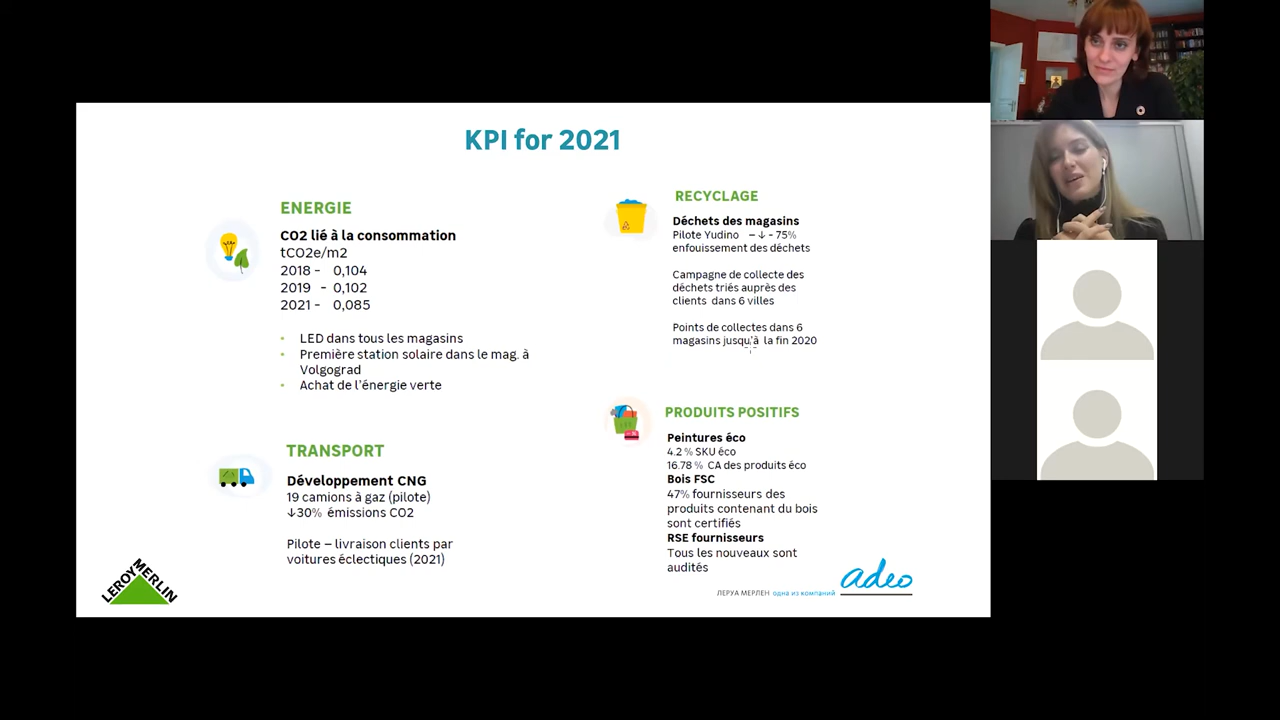 KPI for 2021
ENERGIE
CO2 lié à la consommation
tCO2e/m2
2018 - 0,104
2019 - 0,102
2021 - 0,085
• LED dans tous les magasins
• Première station solaire dans le mag. à
Volgograd
• Achat de l'énergie verte
TRANSPORT
Développement CNG
19 camions à gaz (pilote)
↓30% émissions CO2
Pilote – livraison clients par
voitures éclectiques (2021)
RECYCLAGE
Déchets des magasins
Pilote Yudino – ↓ - 75%
enfouissement des déchets
Campagne de collecte des
déchets triés auprès des
clients dans 6 villes
Points de collectes dans 6
magasins jusqu'à la fin 2020
PRODUITS POSITIFS
Peintures éco
4.2 % SKU éco
16.78 % CA des produits éco
Bois FSC
47% fournisseurs des
produits contenant du bois
sont certifiés
RSE fournisseurs
Tous les nouveaux sont
audités
LEROY MERLIN
ЛЕРУА МЕРЛЕН одна из компаний
adeo